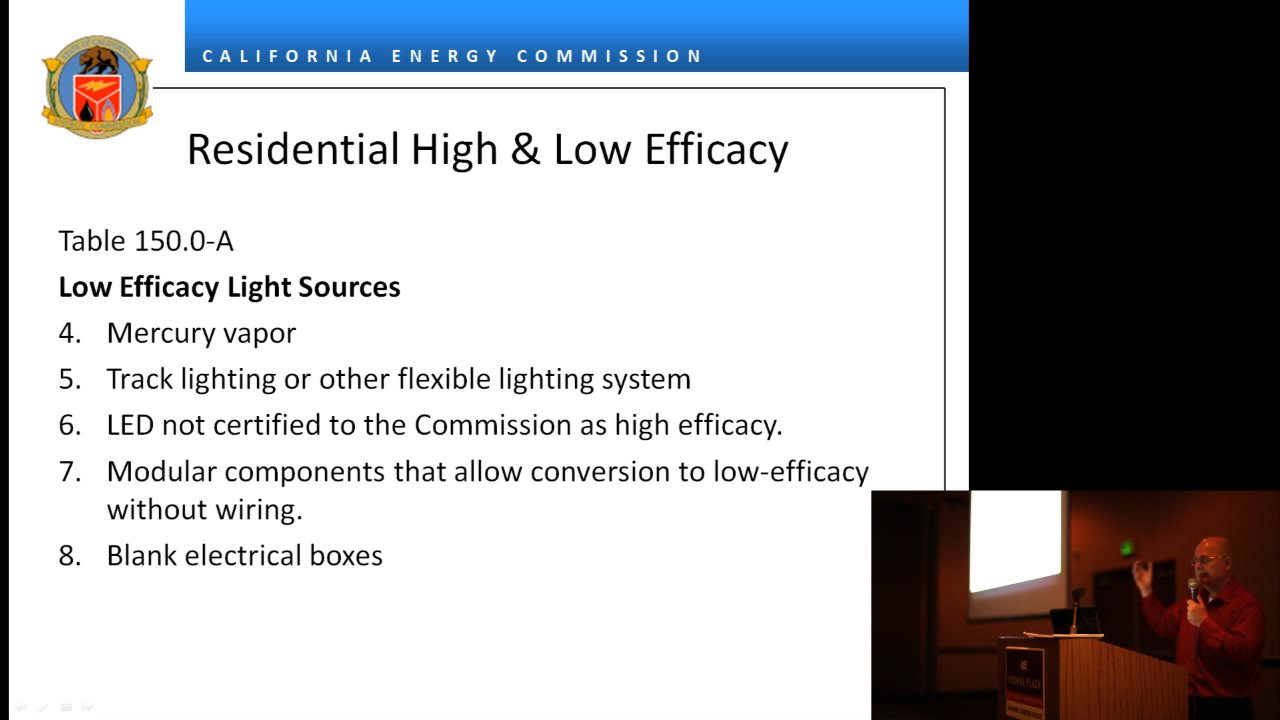 CALIFORNIA ENERGY COMMISSION
Residential High & Low Efficacy
Table 150.0-A
Low Efficacy Light Sources
4. Mercury vapor
5. Track lighting or other flexible lighting system
6. LED not certified to the Commission as high efficacy.
7. Modular components that allow conversion to low-efficacy
without wiring.
8. Blank electrical boxes